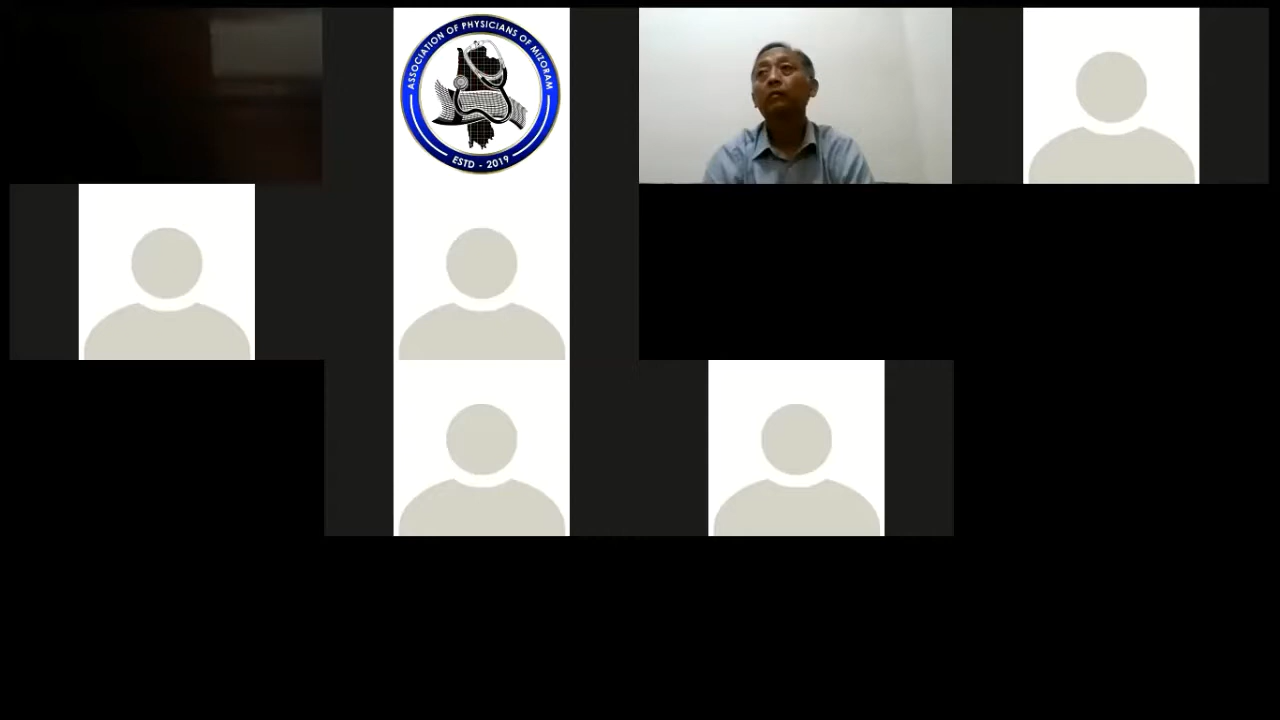 ASSOCIATION OF PHYSICIANS OF MIZORAM
ESTD - 2019